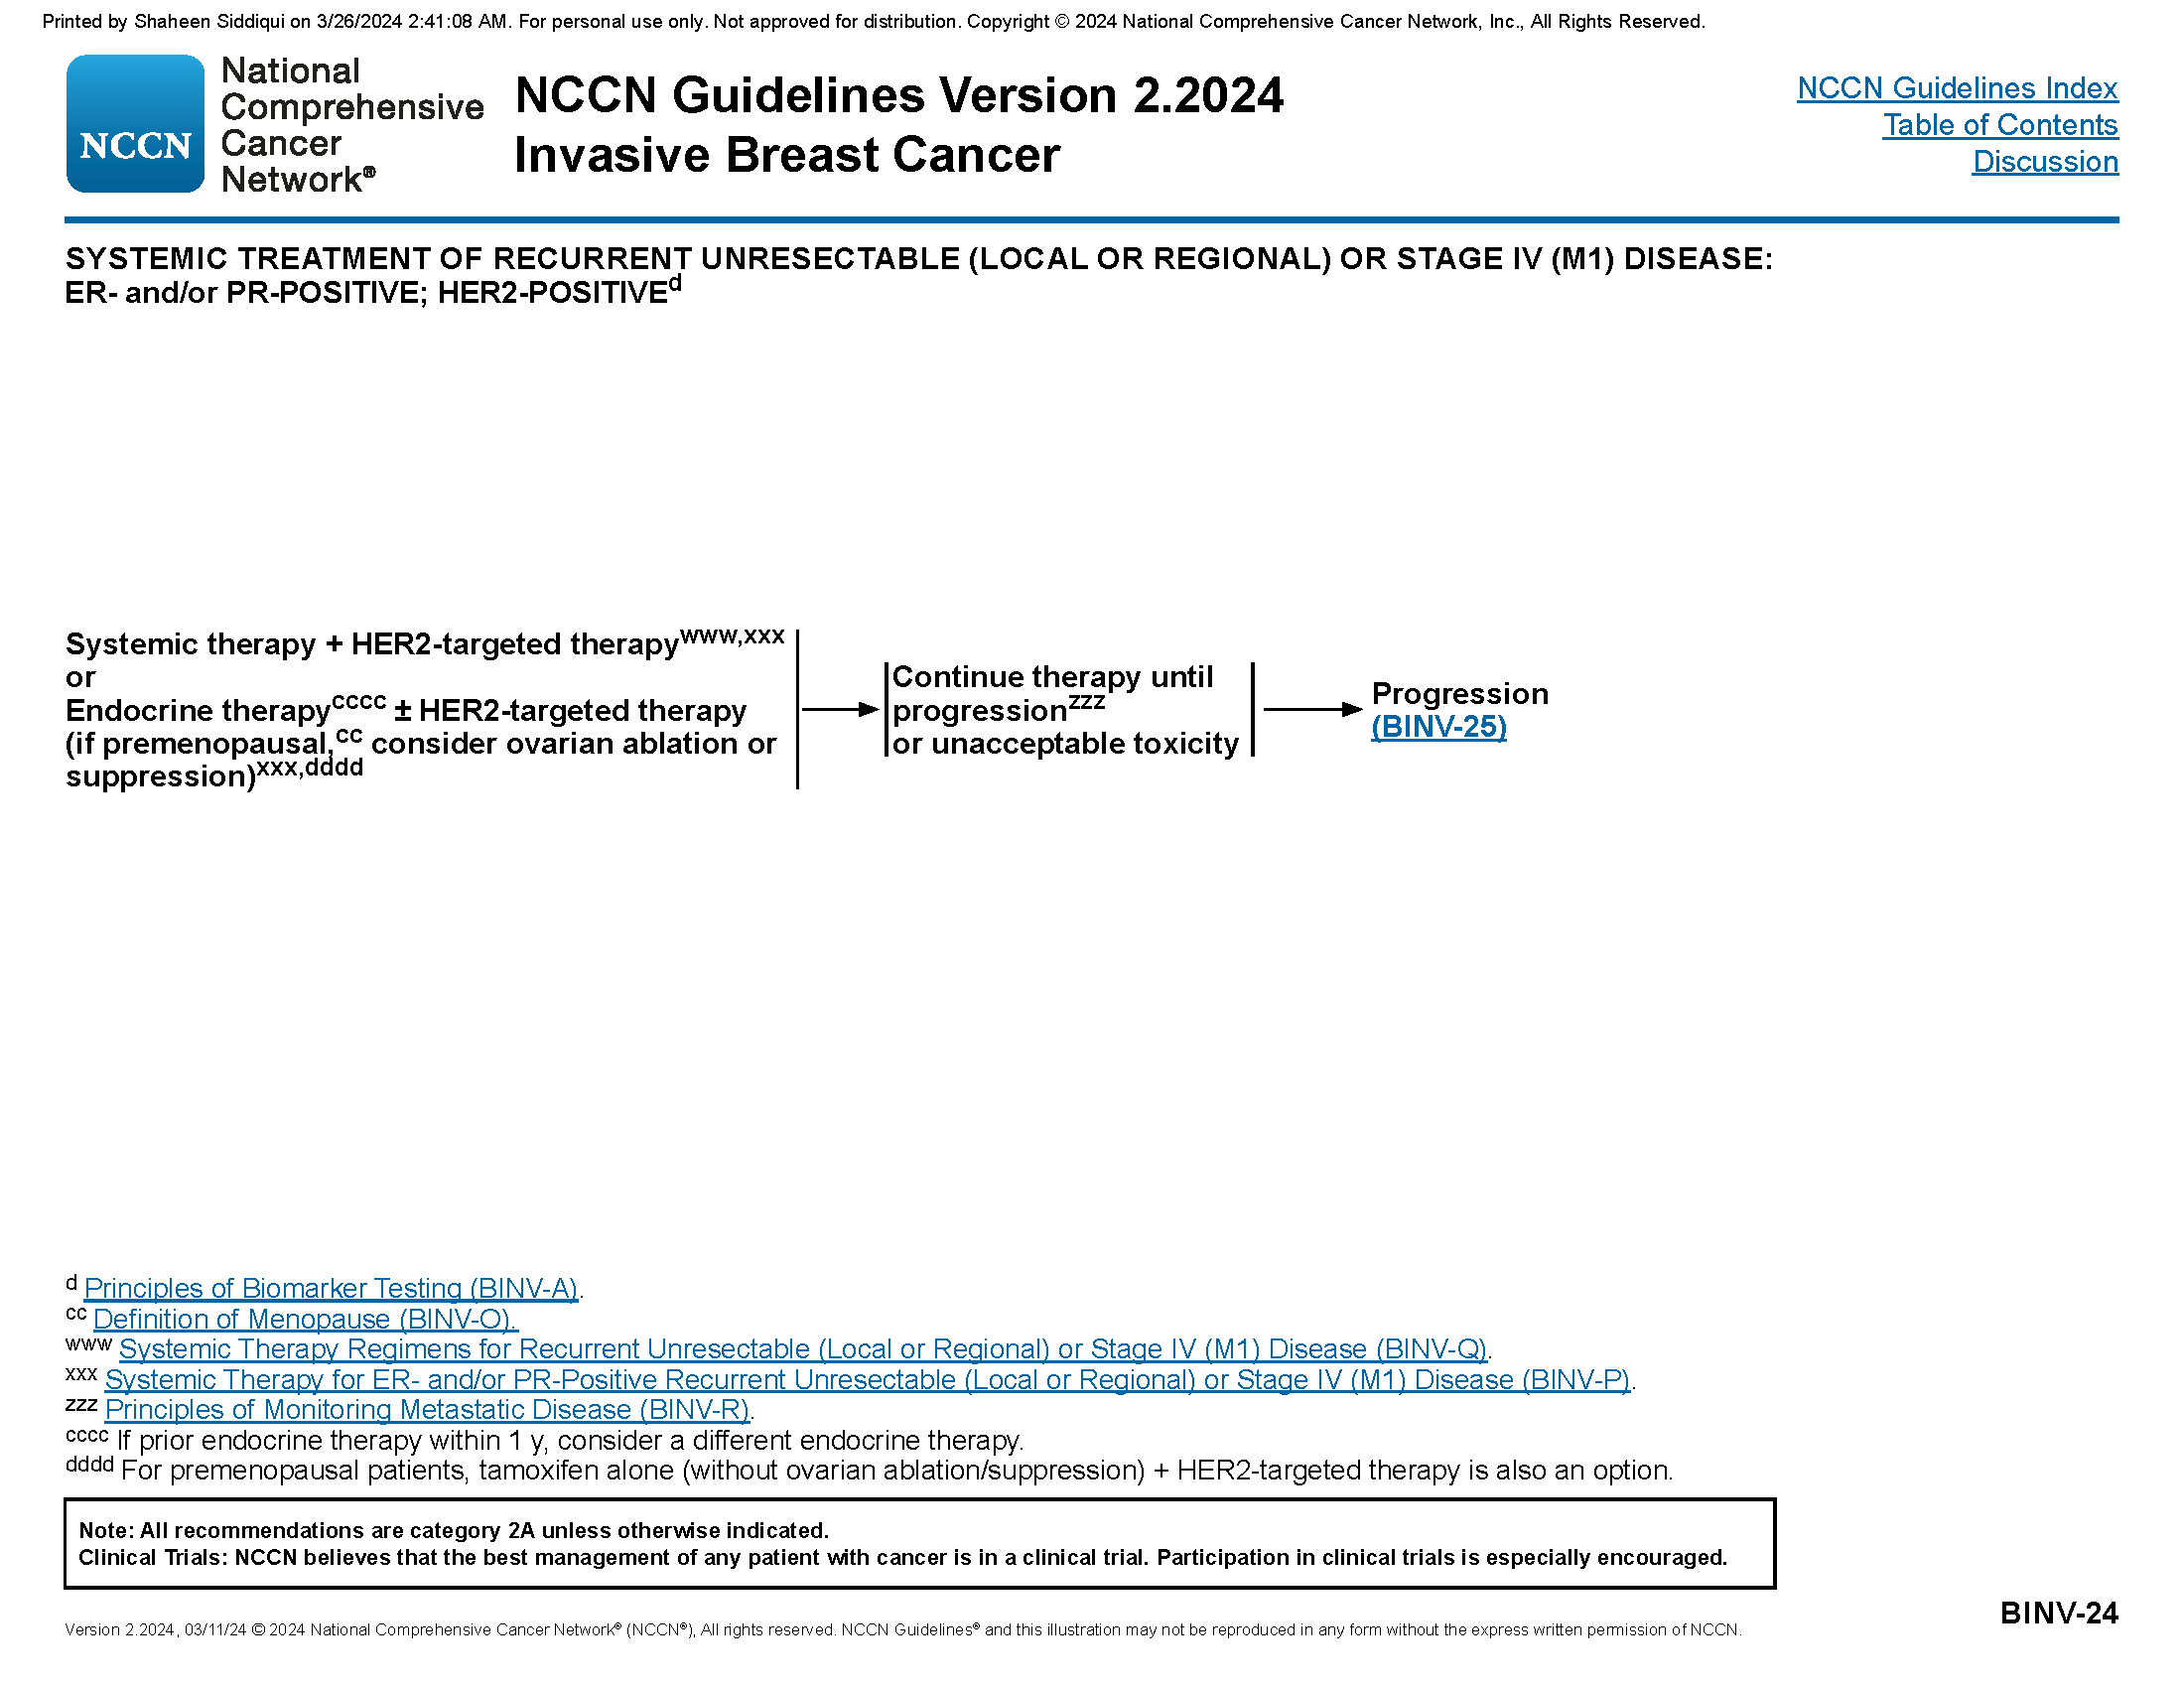 Printed by Shaheen Siddiqui on 3/26/2024 2:41:08 AM. For personal use only. Not approved for distribution. Copyright © 2024 National Comprehensive Cancer Network, Inc., All Rights Reserved.
NCCN
National
Comprehensive
Cancer
Network®
NCCN Guidelines Version 2.2024
Invasive Breast Cancer
NCCN Guidelines Index
Table of Contents
Discussion
SYSTEMIC TREATMENT OF RECURRENT UNRESECTABLE (LOCAL OR REGIONAL) OR STAGE IV (M1) DISEASE:
ER- and/or PR-POSITIVE; HER2-POSITIVEd
Systemic therapy + HER2-targeted therapywww,xxx
or
Endocrine therapycccc ± HER2-targeted therapy
(if premenopausal,cc consider ovarian ablation or
suppression)xxx,dddd
Continue therapy until
progressionzzz
or unacceptable toxicity
Progression
(BINV-25)
d Principles of Biomarker Testing (BINV-A).
cc Definition of Menopause (BINV-O).
www Systemic Therapy Regimens for Recurrent Unresectable (Local or Regional) or Stage IV (M1) Disease (BINV-Q).
xxx Systemic Therapy for ER- and/or PR-Positive Recurrent Unresectable (Local or Regional) or Stage IV (M1) Disease (BINV-P).
zzz Principles of Monitoring Metastatic Disease (BINV-R).
cccc If prior endocrine therapy within 1 y, consider a different endocrine therapy.
dddd For premenopausal patients, tamoxifen alone (without ovarian ablation/suppression) + HER2-targeted therapy is also an option.
Note: All recommendations are category 2A unless otherwise indicated.
Clinical Trials: NCCN believes that the best management of any patient with cancer is in a clinical trial. Participation in clinical trials is especially encouraged.
BINV-24
Version 2.2024, 03/11/24 © 2024 National Comprehensive Cancer Network® (NCCN®), All rights reserved. NCCN Guidelines® and this illustration may not be reproduced in any form without the express written permission of NCCN.